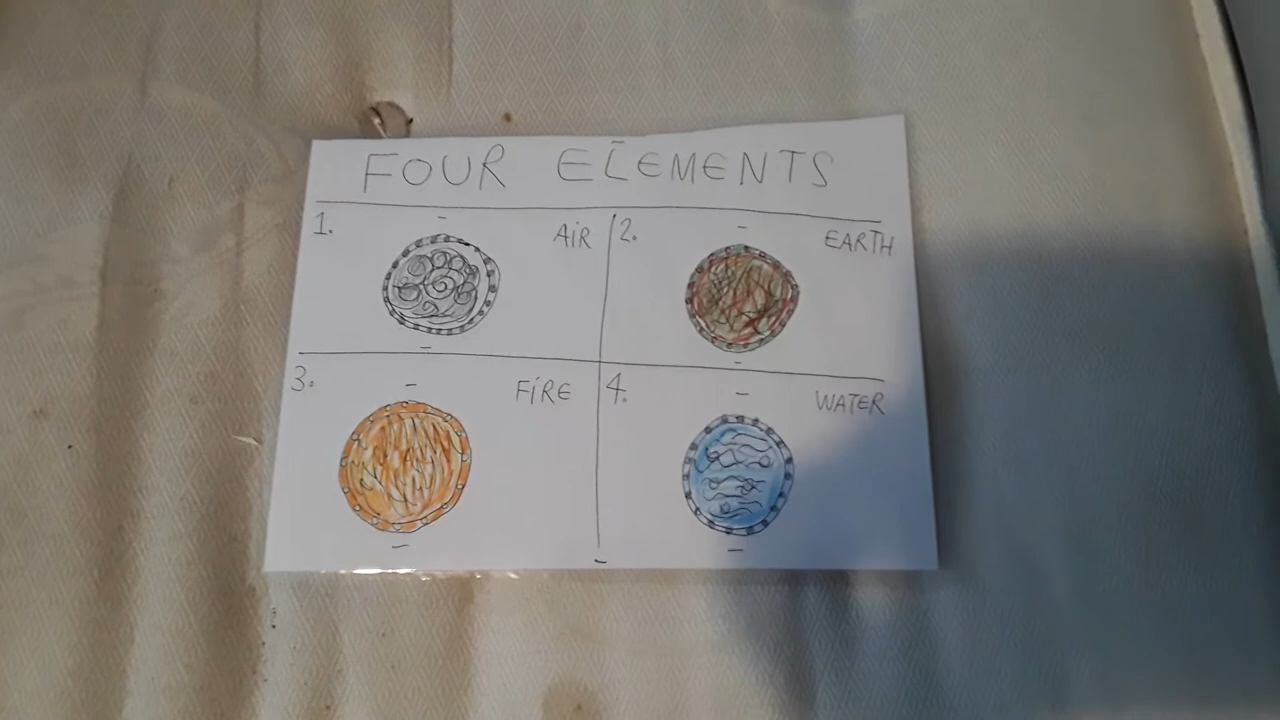 FOUR ELEMENTS
1. AIR
2. EARTH
3. FIRE
4. WATER